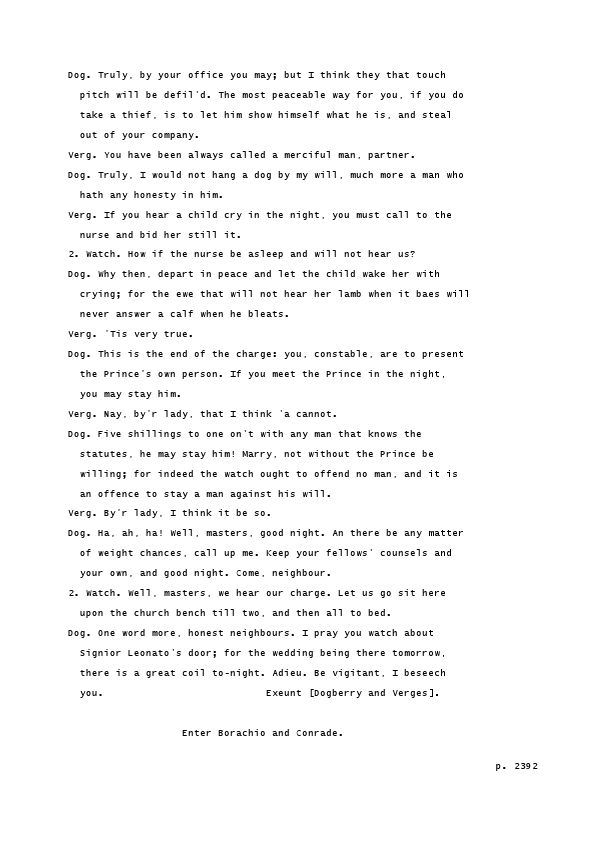 Dog. Truly, by your office you may; but I think they that touch
pitch will be defil'd. The most peaceable way for you, if you do
take a thief, is to let him show himself what he is, and steal
out of your company.
Verg. You have been always called a merciful man, partner.
Dog. Truly, I would not hang a dog by my will, much more a man who
hath any honesty in him.
Verg. If you hear a child cry in the night, you must call to the
nurse and bid her still it.
2. Watch. How if the nurse be asleep and will not hear us?
Dog. Why then, depart in peace and let the child wake her with
crying; for the ewe that will not hear her lamb when it baes will
never answer a calf when he bleats.
Verg. 'Tis very true.
Dog. This is the end of the charge: you, constable, are to present
the Prince's own person. If you meet the Prince in the night,
you may stay him.
Verg. Nay, by'r lady, that I think 'a cannot.
Dog. Five shillings to one on't with any man that knows the
statutes, he may stay him! Marry, not without the Prince be
willing; for indeed the watch ought to offend no man, and it is
an offence to stay a man against his will.
Verg. By'r lady, I think it be so.
Dog. Ha, ah, ha! Well, masters, good night. An there be any matter
of weight chances, call up me. Keep your fellows' counsels and
your own, and good night. Come, neighbour.
2. Watch. Well, masters, we hear our charge. Let us go sit here
upon the church bench till two, and then all to bed.
Dog. One word more, honest neighbours. I pray you watch about
Signior Leonato's door; for the wedding being there tomorrow,
there is a great coil to-night. Adieu. Be vigitant, I beseech
you. Exeunt [Dogberry and Verges].
Enter Borachio and Conrade.
p. 2392